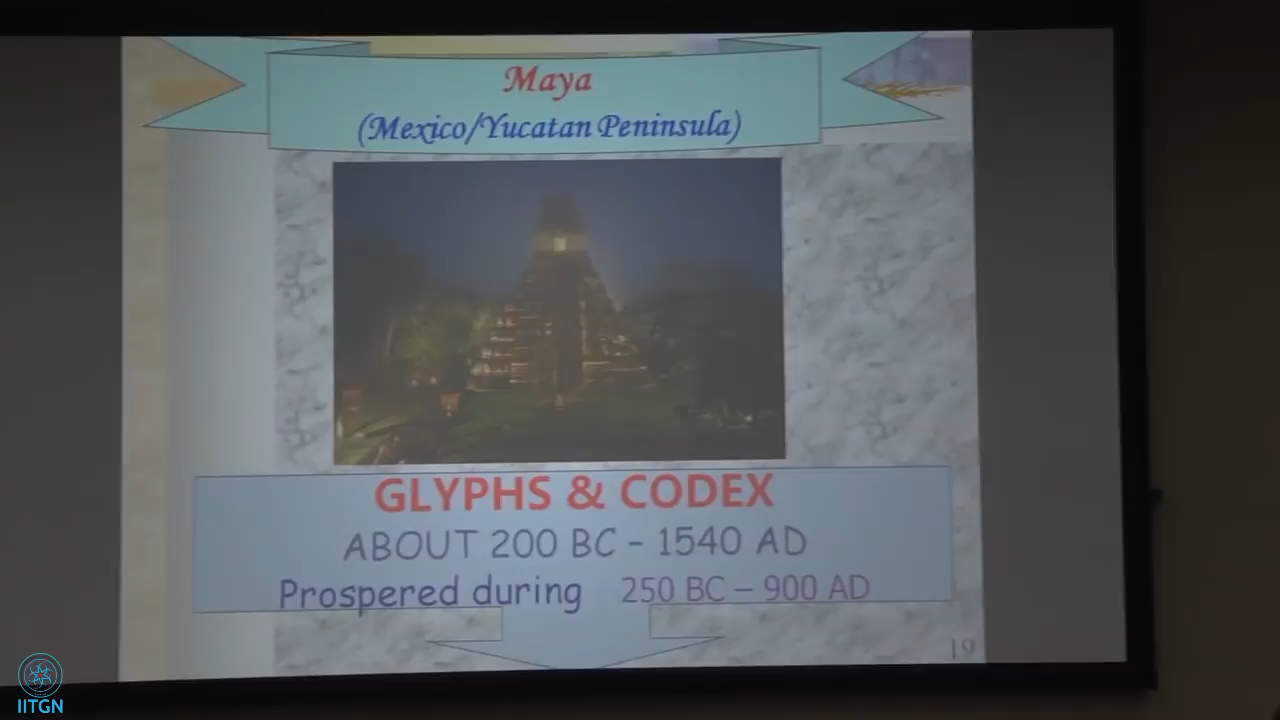 Maya
(Mexico/Yucatan Peninsula)
GLYPHS & CODEX
ABOUT 200 BC – 1540 AD
Prospered during 250 BC – 900 AD
19
IITGN